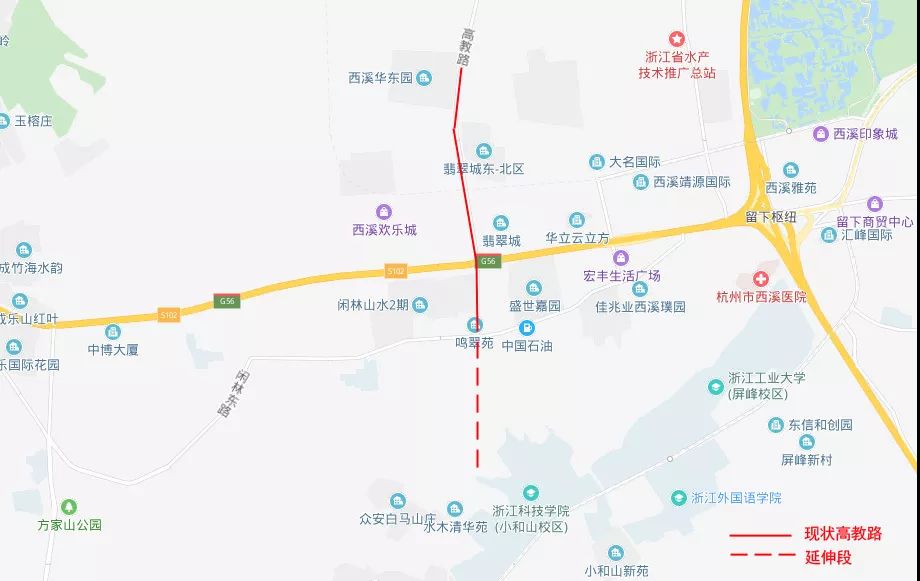 岭
高教路
浙江省水产
技术推广总站
西溪华东园
玉榕庄
西溪印象城
翡翠城东-北区
大名国际
西溪靖源国际
西溪雅苑
西溪欢乐城
翡翠城
华立云立方
留下枢纽
留下商贸中心
汇峰国际
成竹海水韵
S102
G56
宏丰生活广场
杭州市西溪医院
G56
S102
闲林山水2期
盛世嘉园
佳兆业西溪璞园
成乐山红叶
中博大厦
鸣翠苑
中国石油
乐国际花园
闲林东路
浙江工业大学
(屏峰校区)
东信和创园
屏峰新村
方家山公园
众安白马山庄
水木清华苑
浙江科技学院
(小和山校区)
浙江外国语学院
小和山新苑
现状高教路
延伸段